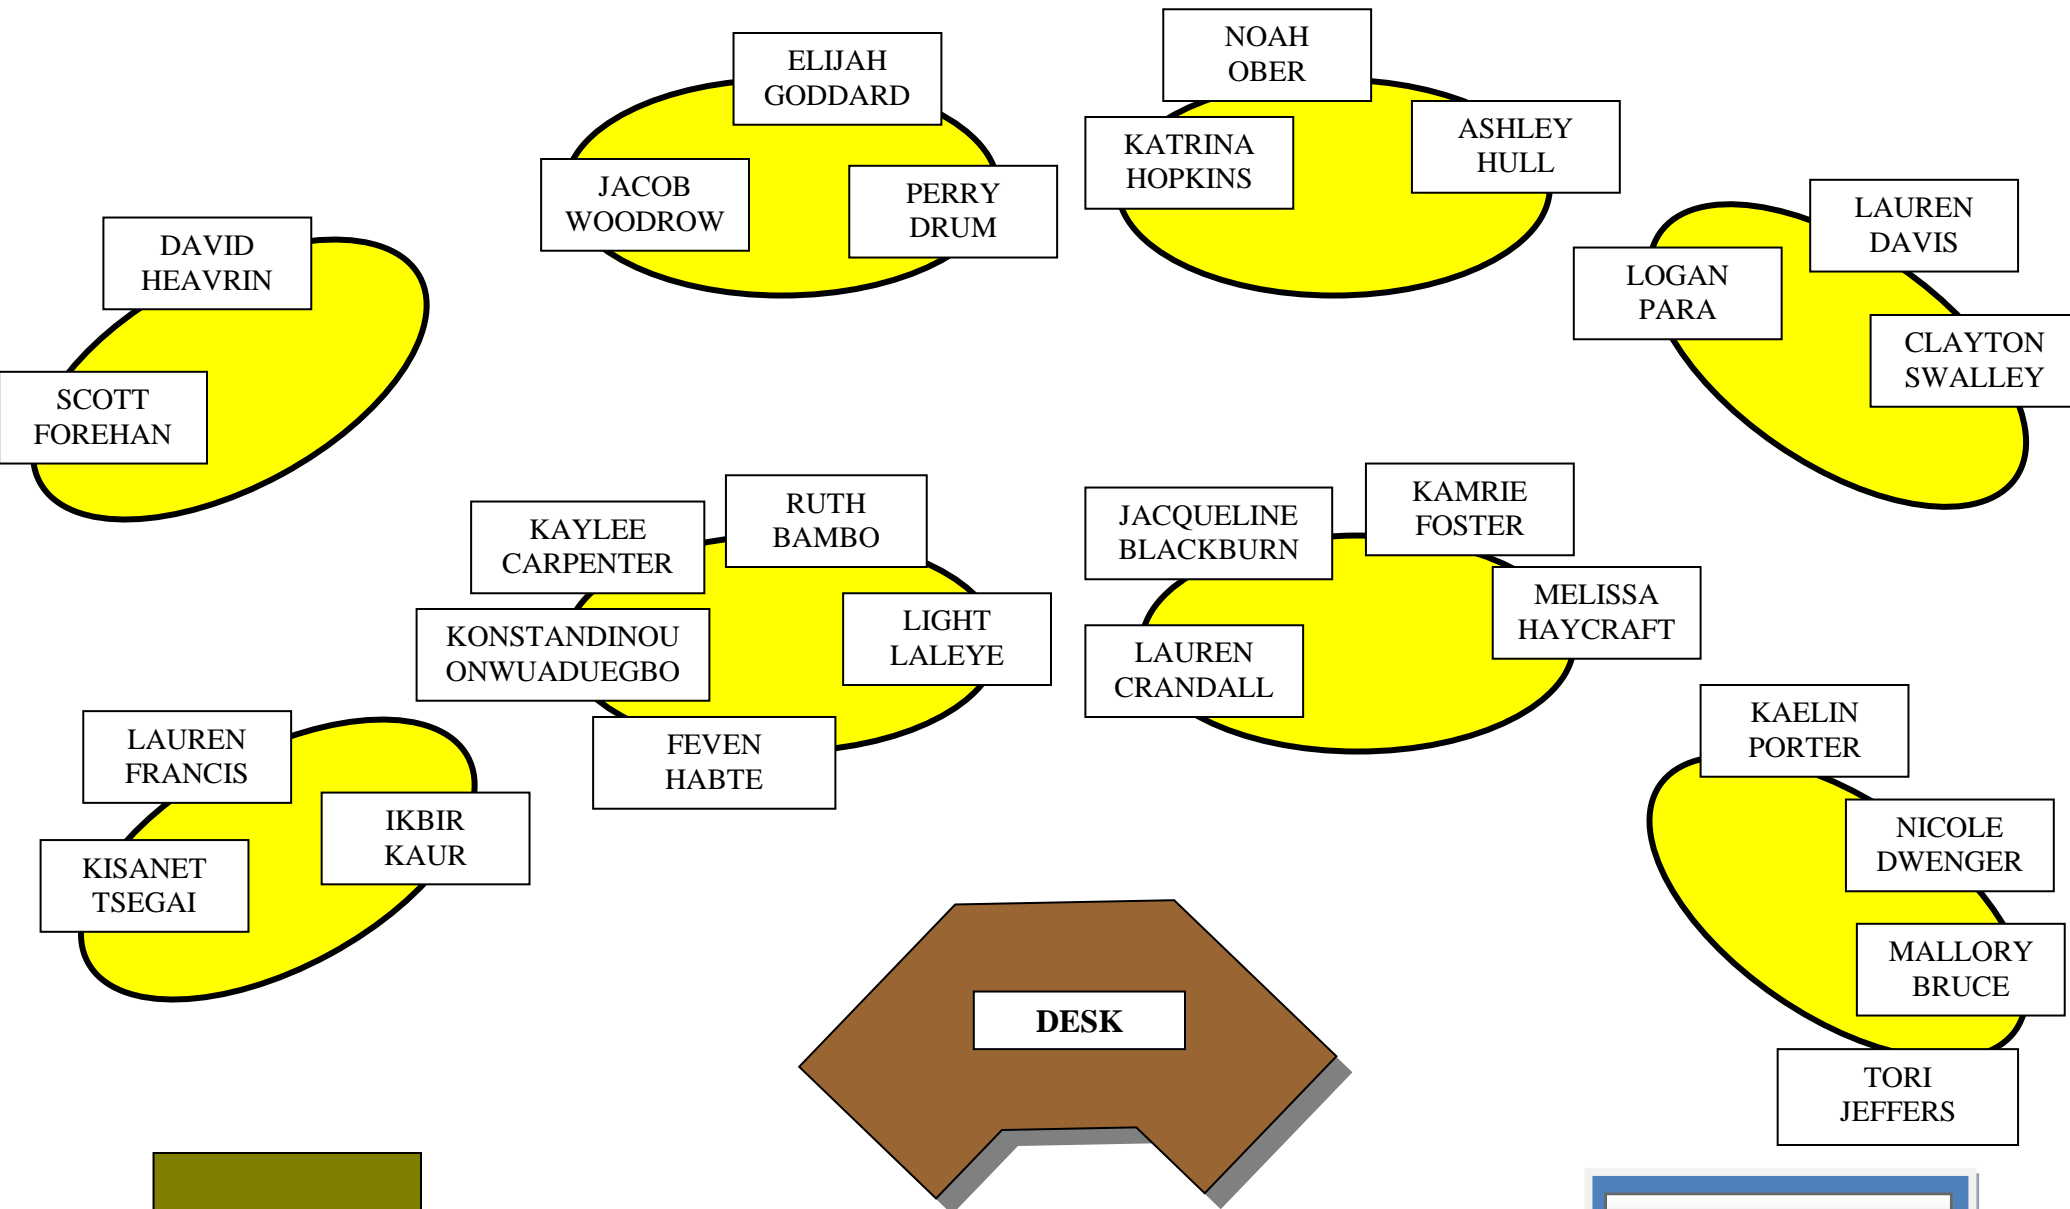 NOAH
OBER
ELIJAH
GODDARD
KATRINA
HOPKINS
ASHLEY
HULL
JACOB
WOODROW
PERRY
DRUM
LAUREN
DAVIS
DAVID
HEAVRIN
LOGAN
PARA
CLAYTON
SWALLEY
SCOTT
FOREHAN
KAYLEE
CARPENTER
RUTH
BAMBO
JACQUELINE
BLACKBURN
KAMRIE
FOSTER
KONSTANDINOU
ONWUADUEGBO
LIGHT
LALEYE
LAUREN
CRANDALL
MELISSA
HAYCRAFT
LAUREN
FRANCIS
FEVEN
HABTE
KAELIN
PORTER
IKBIR
KAUR
NICOLE
DWENGER
KISANET
TSEGAI
MALLORY
BRUCE
DESK
TORI
JEFFERS